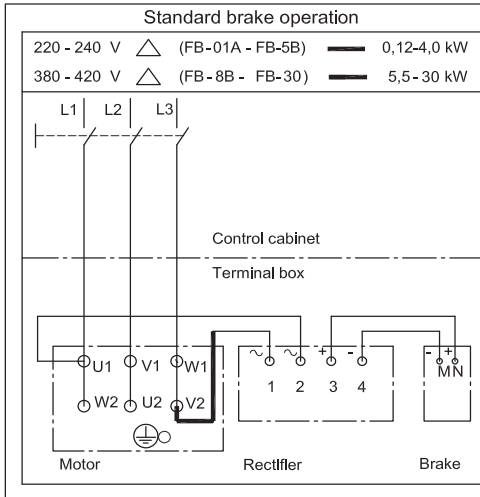 Standard brake operation
220 - 240 V △ (FB-01A - FB-5B) 0,12-4,0 kW
380 - 420 V △ (FB-8B - FB-30) 5,5 - 30 kW
L1 L2 L3
Control cabinet
Terminal box
U1 V1 W1 ~ ~ + - - +
1 2 3 4 M N
W2 U2 V2
Motor Rectifier Brake